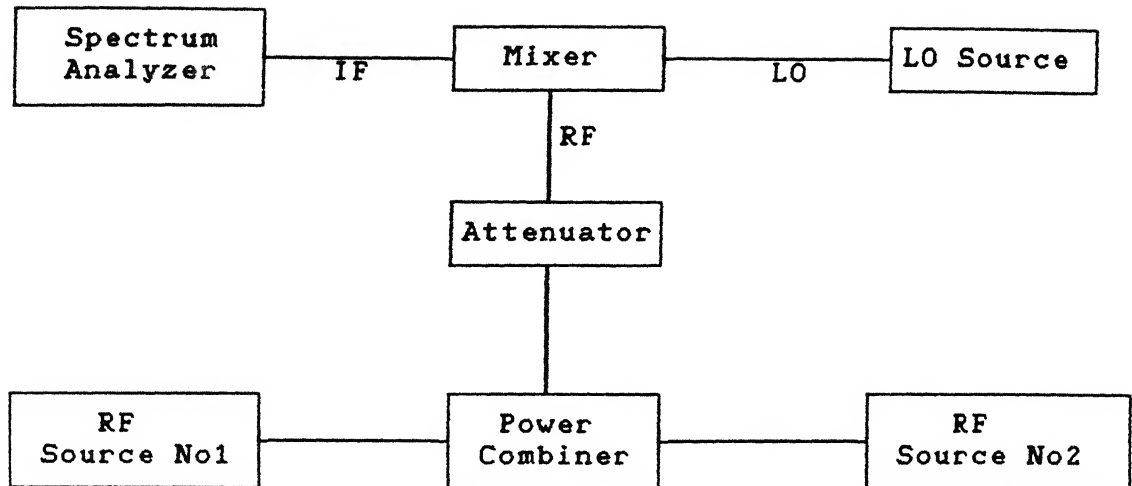 Spectrum
Analyzer
IF
Mixer
LO
LO Source
RF
Attenuator
RF
Source No1
Power
Combiner
RF
Source No2